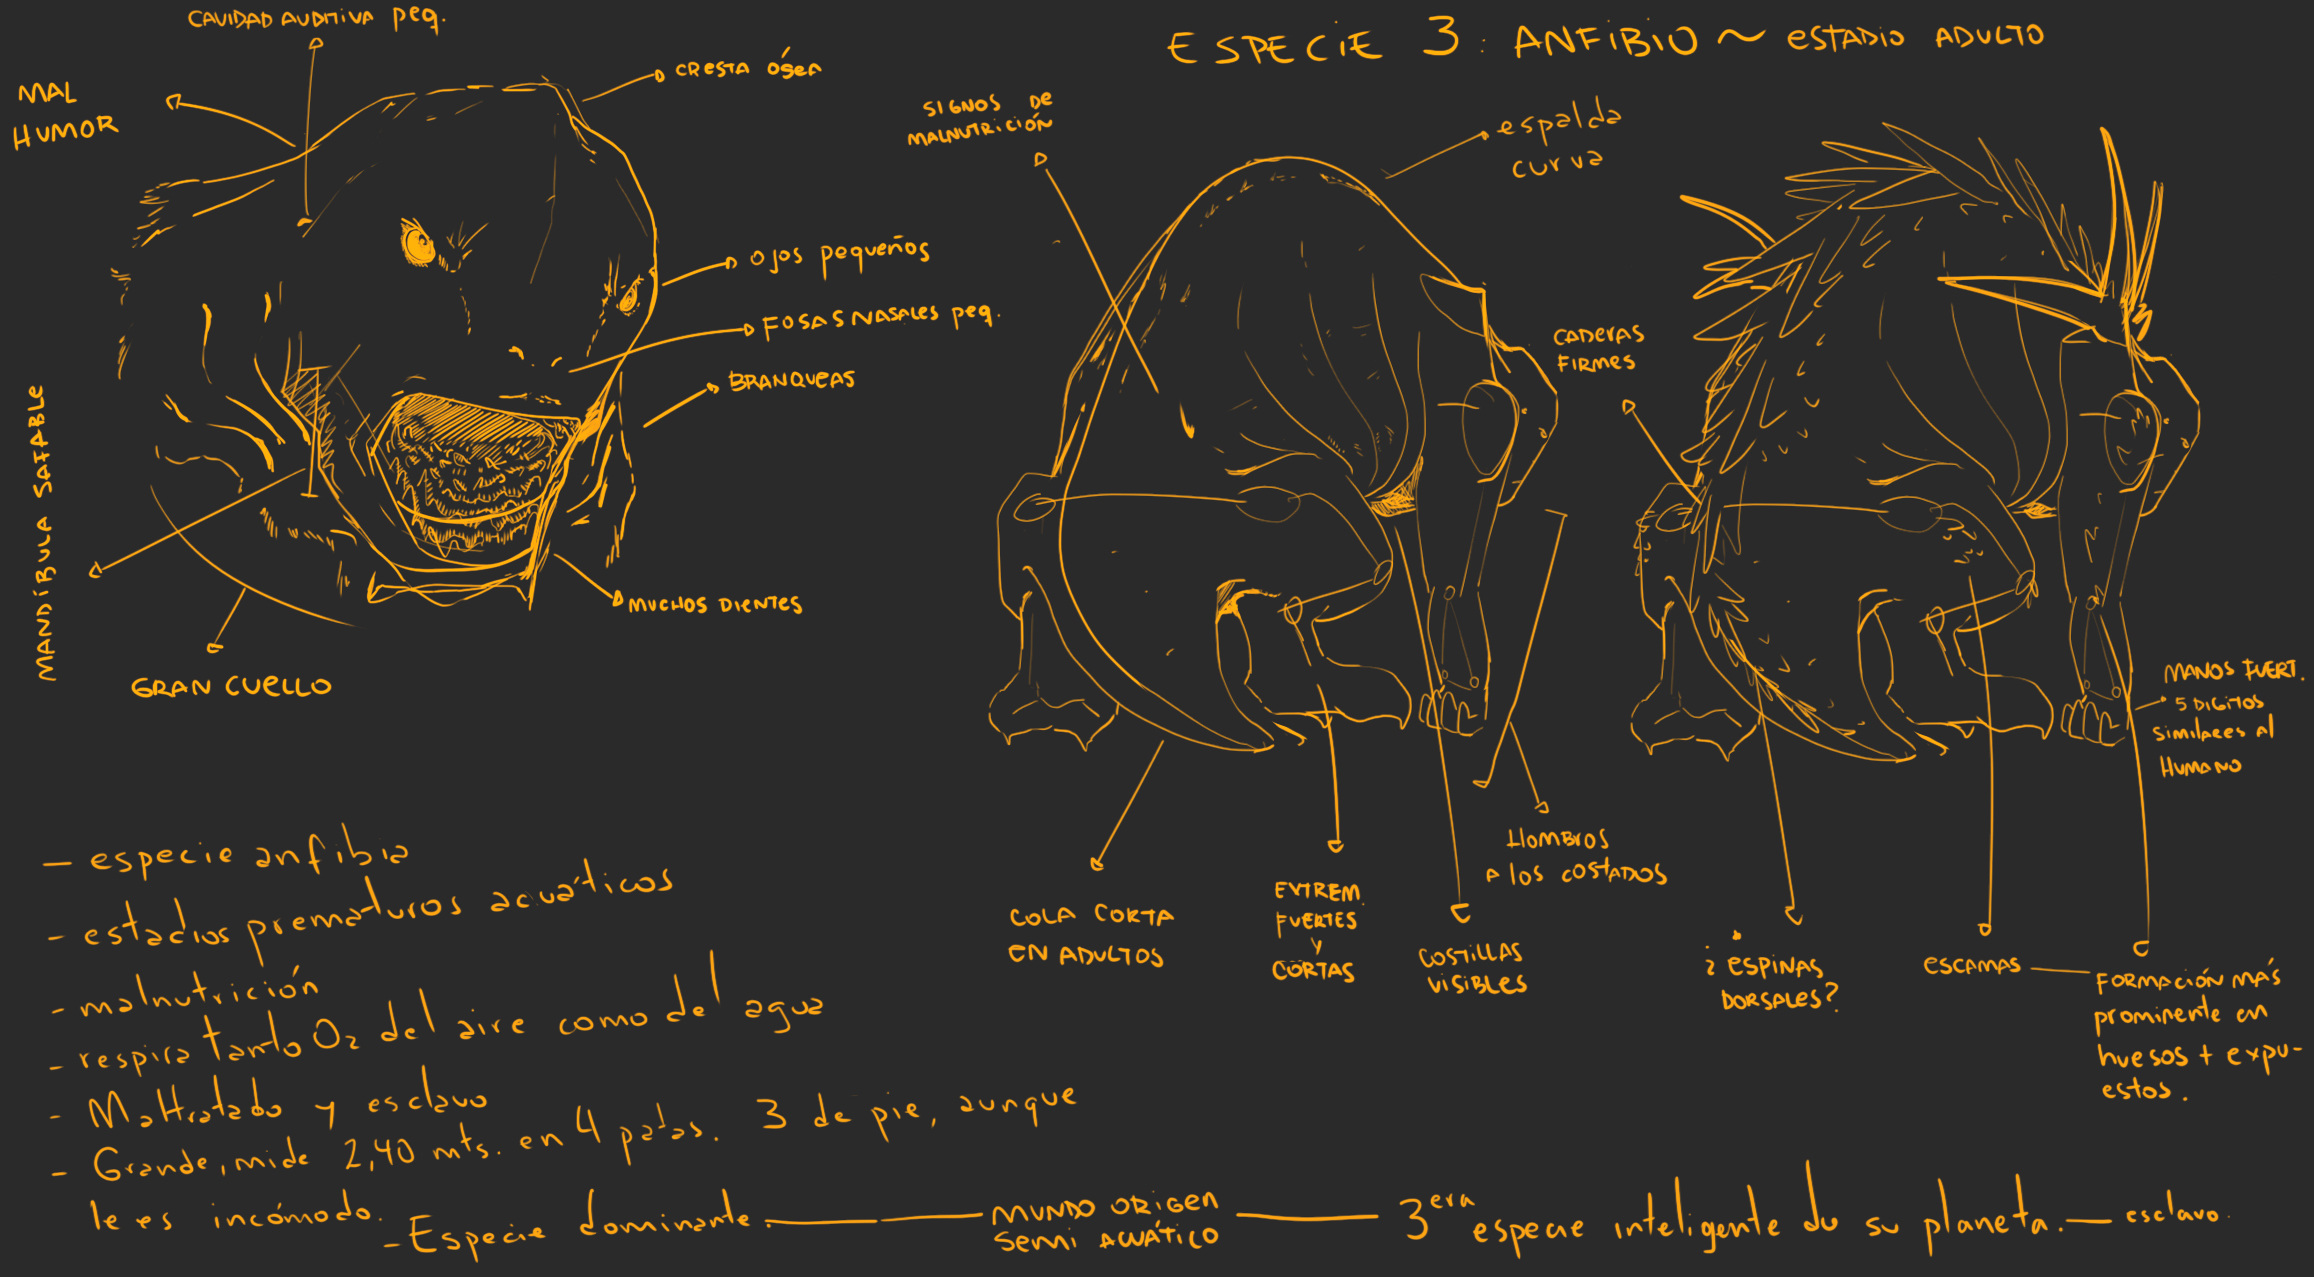 ESPECIE 3: ANFIBIO ~ ESTADIO ADULTO
CAVIDAD AUDITIVA peq.
MAL
HUMOR
CRESTA ÓSEA
OJOS pequeños
FOSAS NASALES peq.
BRANQUEAS
MANDÍBULA SAFABLE
MUCHOS DIENTES
GRAN CUELLO
SIGNOS DE
MALNUTRICIÓN
espalda
curva
CADERAS
FIRMES
MANOS FUERT.
5 DIGITOS
similares al
HUMANO
HOMBROS
A los COSTADOS
COLA CORTA
EN ADULTOS
EXTREM.
FUERTES
Y
CORTAS
COSTILLAS
VISIBLES
¿ESPINAS
DORSALES?
ESCAMAS
FORMACIÓN MÁS
prominente en
huesos + expu-
estos.
- especie anfibia
- estadios prematuros acuáticos
- malnutrición
- respira tanto O2 del aire como del agua
- Maltratado y esclavo
- Grande, mide 2,40 mts. en 4 patas. 3 de pie, aunque
le es incómodo.
- Especie dominante.
MUNDO ORIGEN
SEMI ACUÁTICO
3era especie inteligente de su planeta. — esclavo.